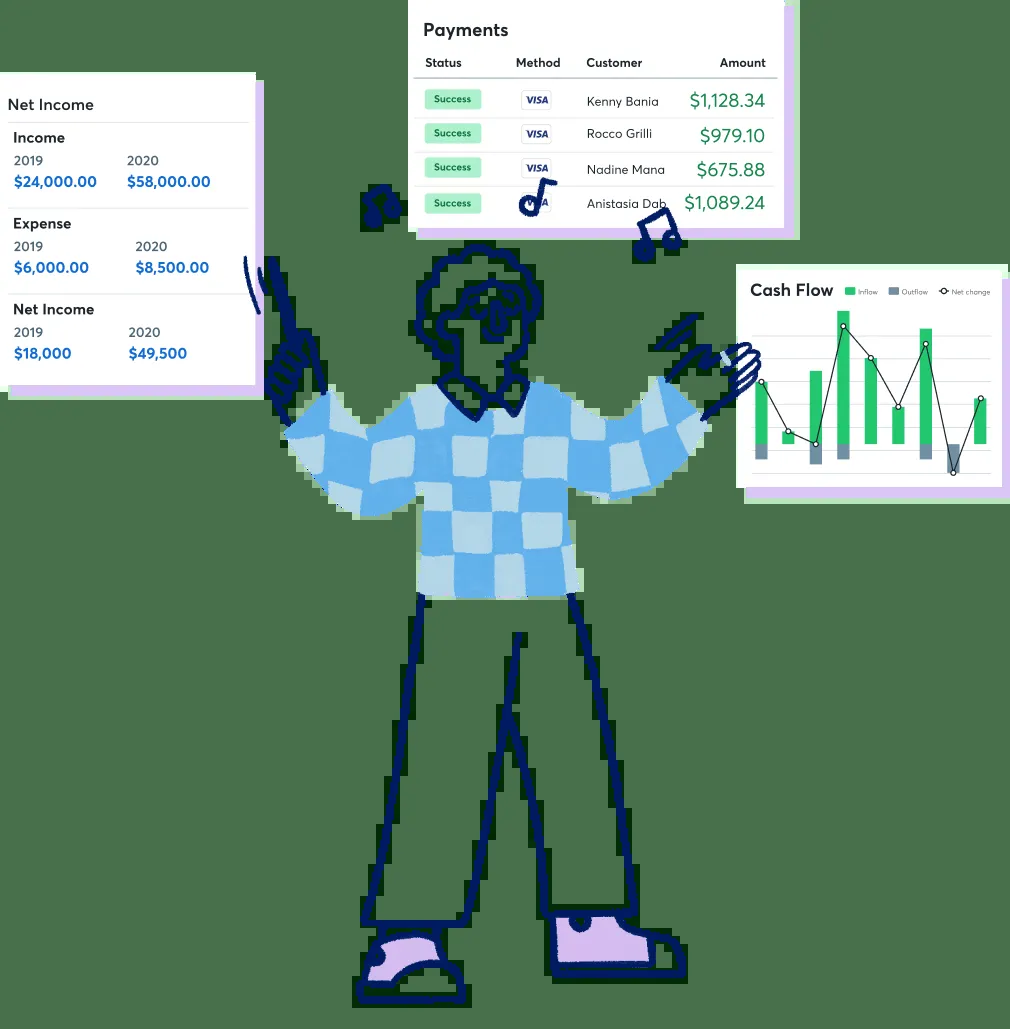 Payments
Status Method Customer Amount
Success VISA Kenny Bania $1,128.34
Success VISA Rocco Grilli $979.10
Success VISA Nadine Mana $675.88
Success Anistasia Dab $1,089.24
Net Income
Income
2019 2020
$24,000.00 $58,000.00
Expense
2019 2020
$6,000.00 $8,500.00
Net Income
2019 2020
$18,000 $49,500
Cash Flow Inflow Outflow Net change